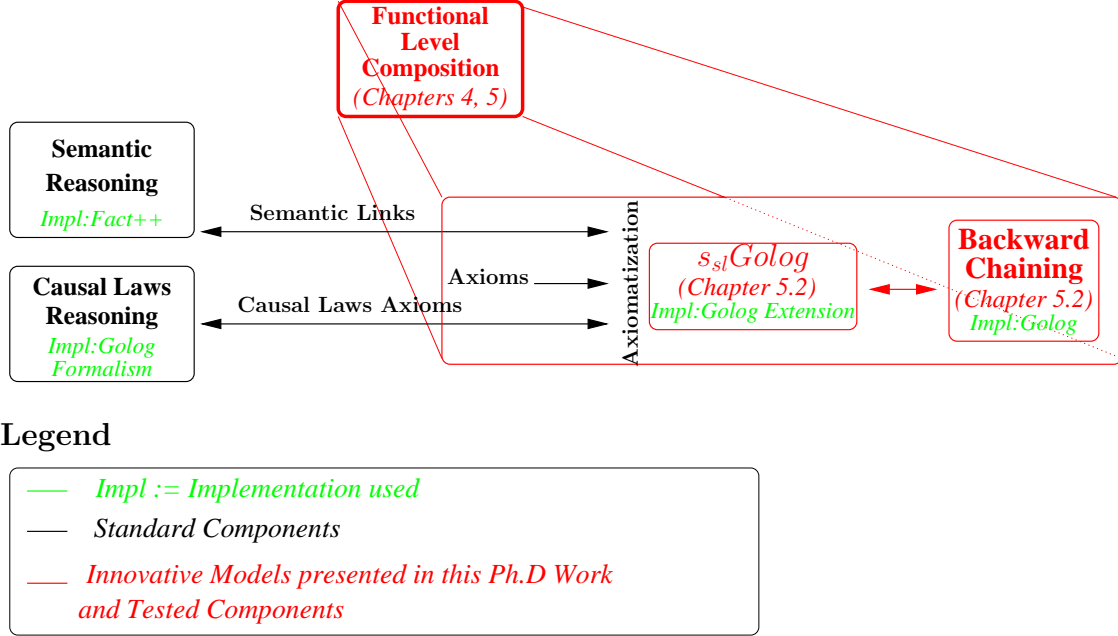 Functional
Level
Composition
(Chapters 4, 5)
Semantic
Reasoning
Impl:Fact++
Causal Laws
Reasoning
Impl:Golog
Formalism
Semantic Links
Axioms
Causal Laws Axioms
Axiomatization
s_{sl}Golog
(Chapter 5.2)
Impl:Golog Extension
Backward
Chaining
(Chapter 5.2)
Impl:Golog
Legend
Impl := Implementation used
Standard Components
Innovative Models presented in this Ph.D Work
and Tested Components